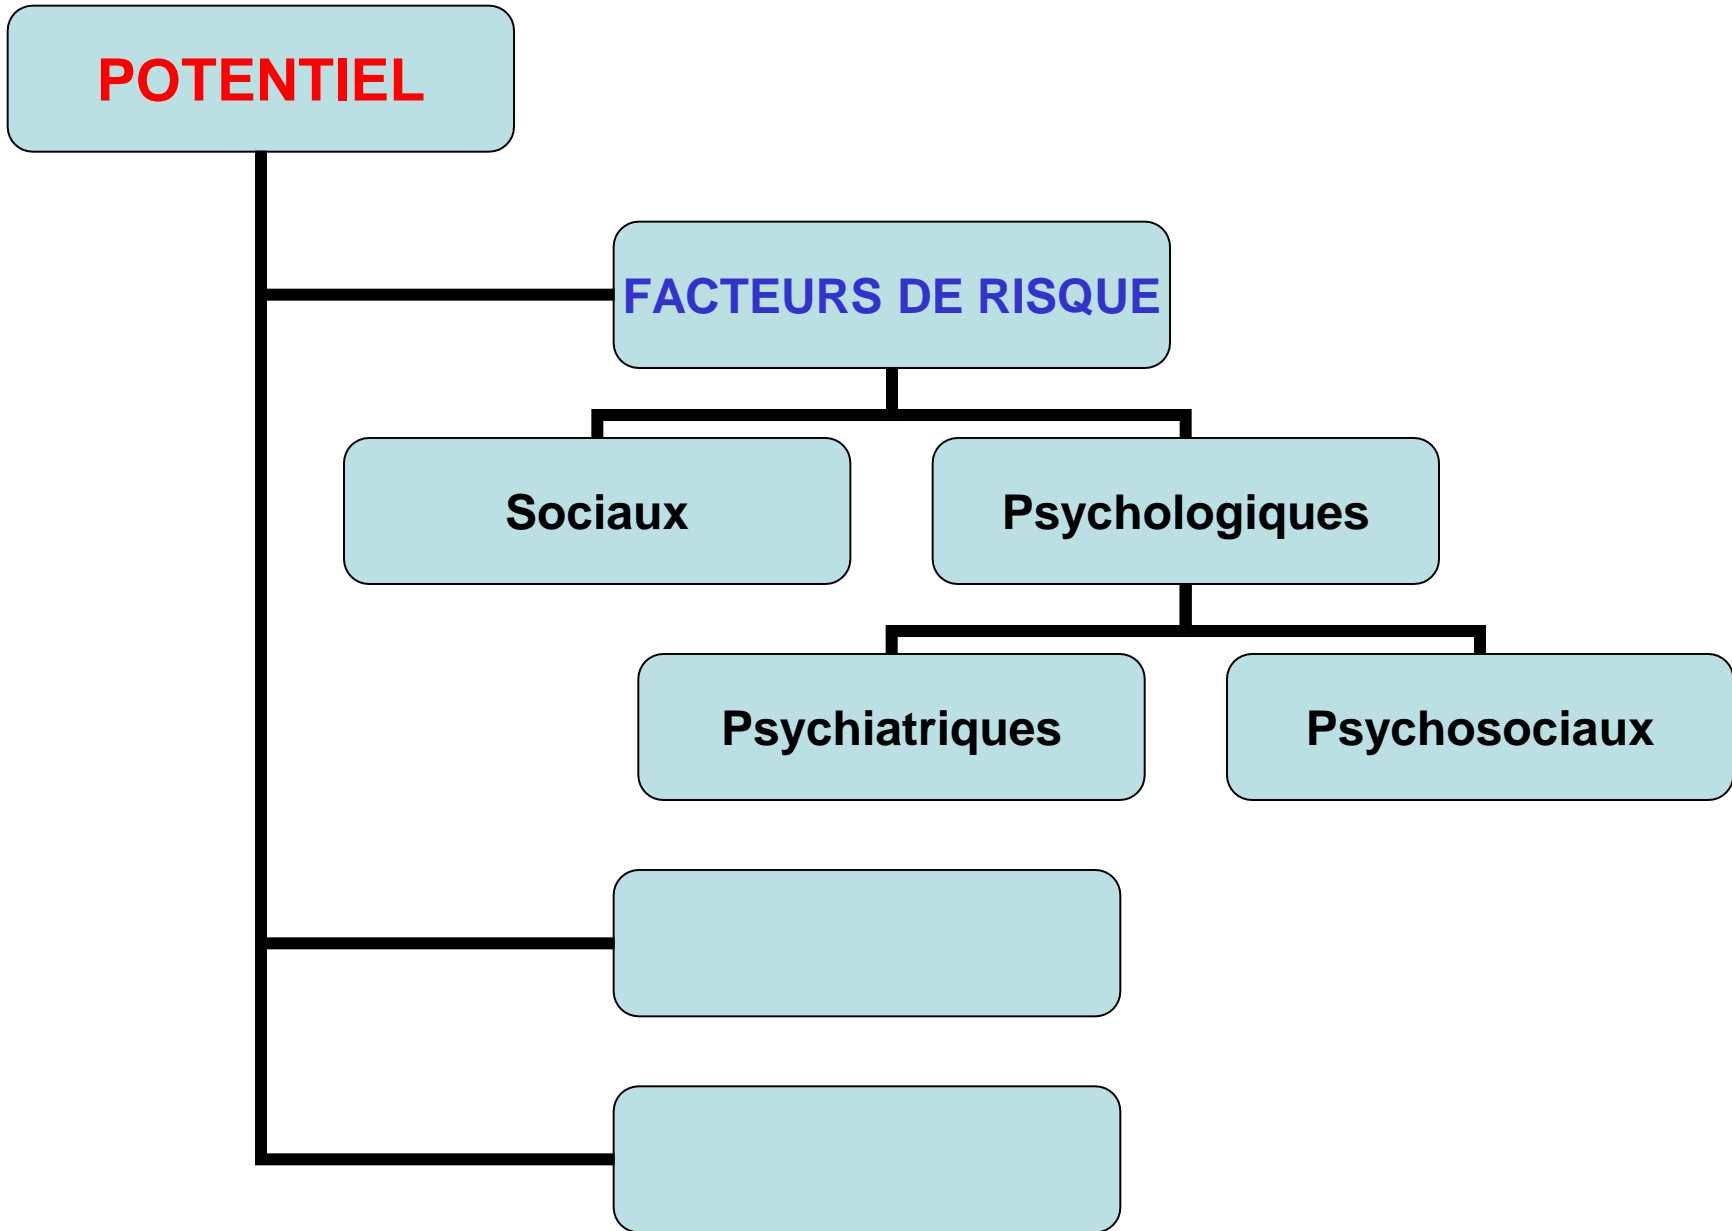 POTENTIEL
FACTEURS DE RISQUE
Sociaux
Psychologiques
Psychiatriques
Psychosociaux